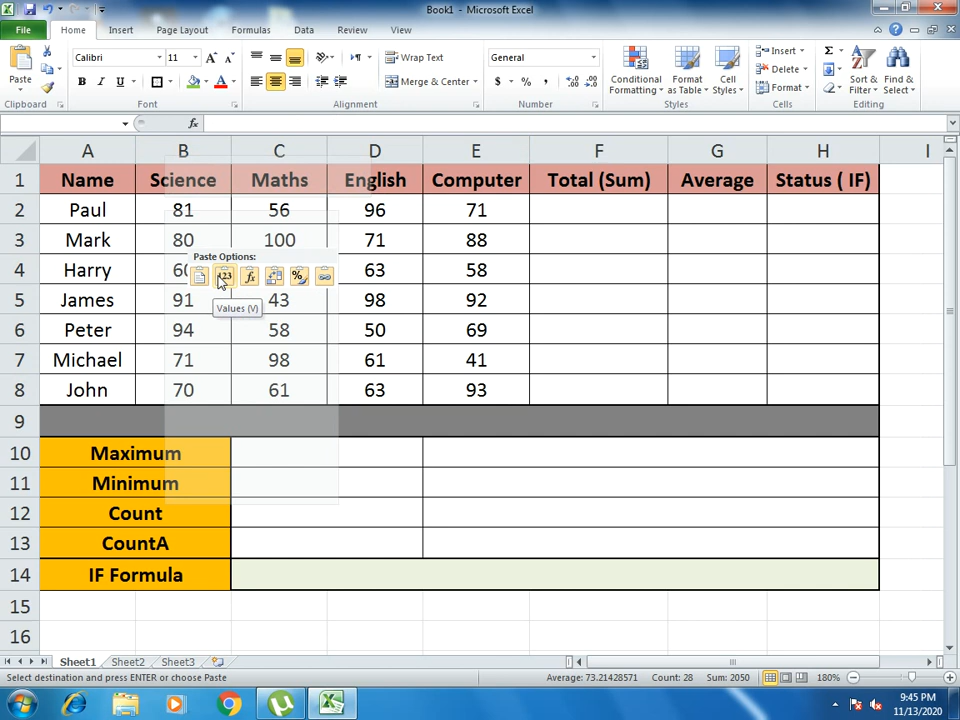 Book1 - Microsoft Excel
File Home Insert Page Layout Formulas Data Review View
Calibri 11 Wrap Text General Insert
Paste B I U Merge & Center $ % , Conditional Formatting Format as Table Cell Styles Delete Format Sort & Filter Find & Select
Clipboard Font Alignment Number Styles Cells Editing
fx
A B C D E F G H I
1 Name Science Maths English Computer Total (Sum) Average Status ( IF)
2 Paul 81 56 96 71
3 Mark 80 100 71 88
Paste Options:
4 Harry 63 58
5 James 91 43 98 92
Values (V)
6 Peter 94 58 50 69
7 Michael 71 98 61 41
8 John 70 61 63 93
9
10 Maximum
11 Minimum
12 Count
13 CountA
14 IF Formula
15
16
Sheet1 Sheet2 Sheet3
Select destination and press ENTER or choose Paste Average: 73.21428571 Count: 28 Sum: 2050 180%
9:45 PM
11/13/2020